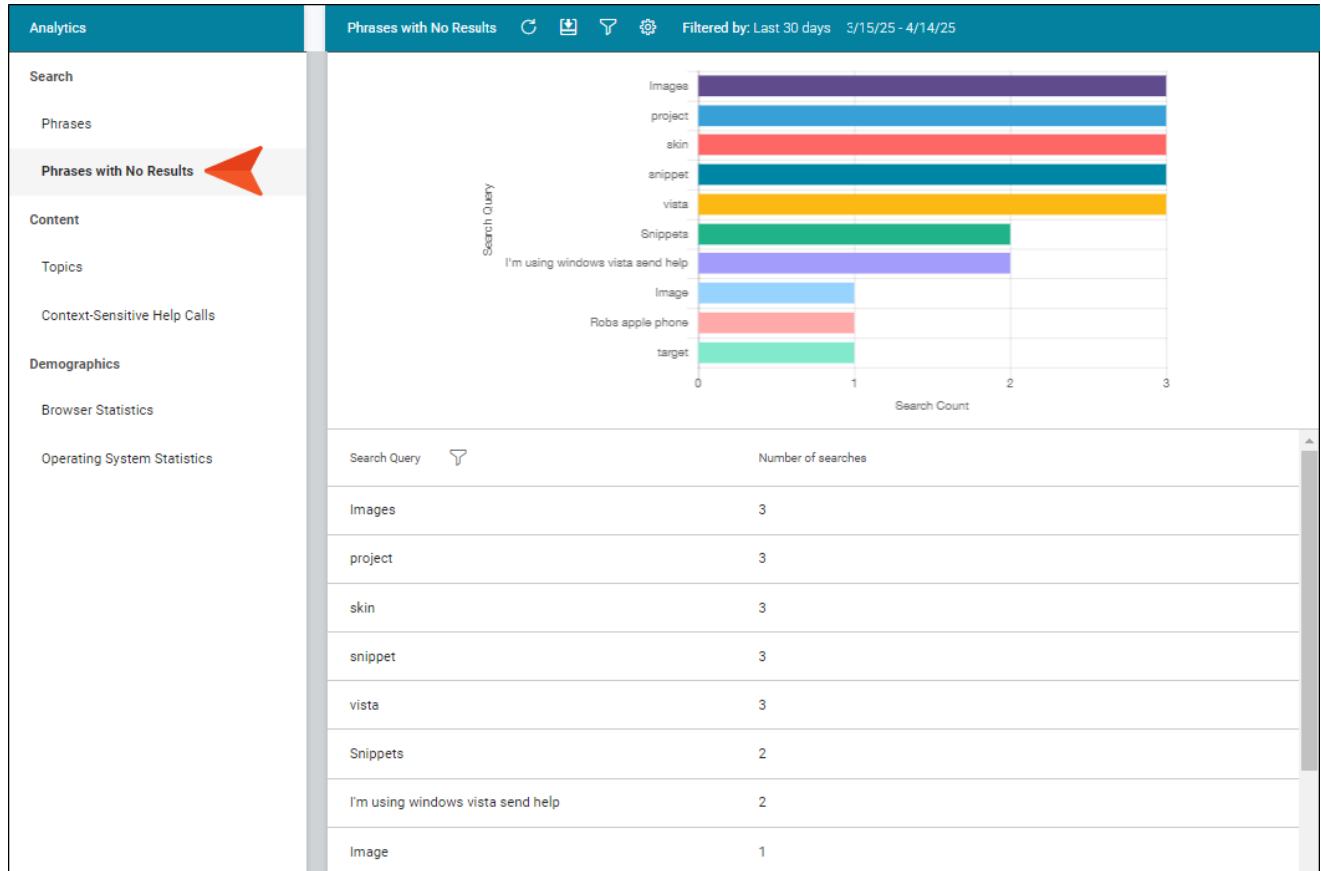 Analytics
Phrases with No Results
Filtered by: Last 30 days 3/15/25 - 4/14/25
Search
Phrases
Phrases with No Results
Content
Topics
Context-Sensitive Help Calls
Demographics
Browser Statistics
Operating System Statistics
Search Query
Images
project
skin
snippet
vista
Snippets
I'm using windows vista send help
Image
Robs apple phone
target
0 1 2 3
Search Count
Search Query Number of searches
Images 3
project 3
skin 3
snippet 3
vista 3
Snippets 2
I'm using windows vista send help 2
Image 1